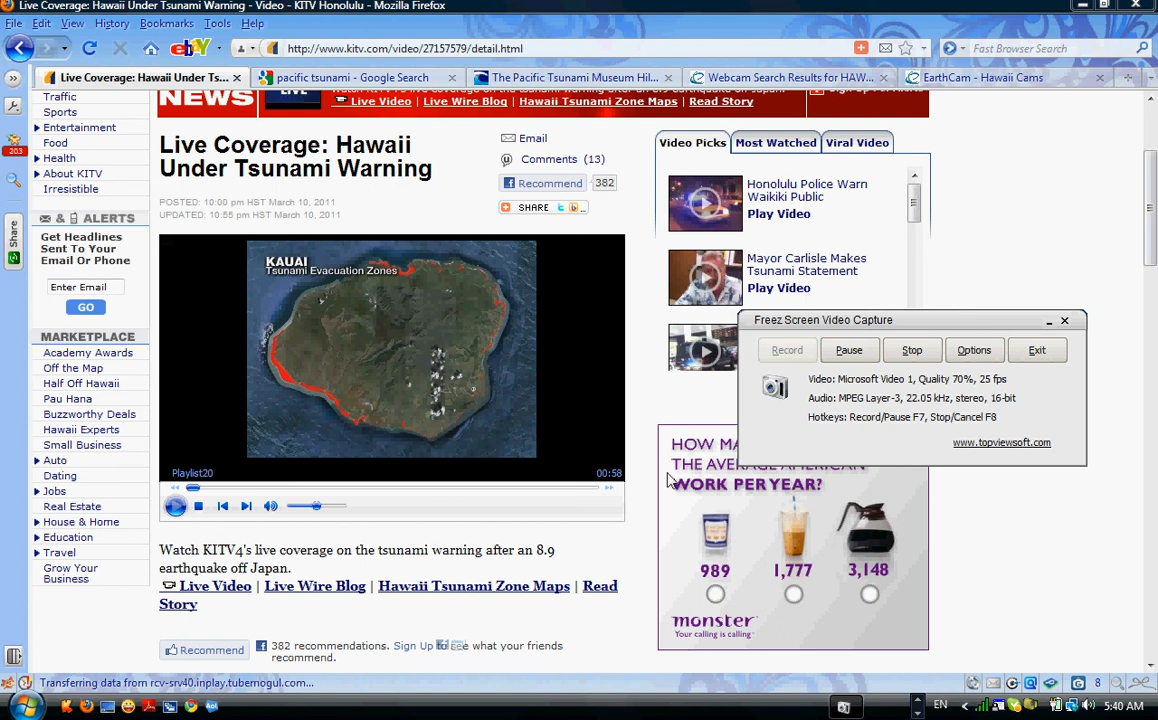 Live Coverage: Hawaii Under Tsunami Warning - Video - KITV Honolulu - Mozilla Firefox
File Edit View History Bookmarks Tools Help
http://www.kitv.com/video/27157579/detail.html
Fast Browser Search
Live Coverage: Hawaii Under Ts...
pacific tsunami - Google Search
The Pacific Tsunami Museum Hil...
Webcam Search Results for HAW...
EarthCam - Hawaii Cams
NEWS
LIVE
Live Video | Live Wire Blog | Hawaii Tsunami Zone Maps | Read Story
Traffic
Sports
Entertainment
Food
Health
About KITV
Irresistible
203
Share
& ALERTS
Get Headlines
Sent To Your
Email Or Phone
Enter Email
GO
MARKETPLACE
Academy Awards
Off the Map
Half Off Hawaii
Pau Hana
Buzzworthy Deals
Hawaii Experts
Small Business
Auto
Dating
Jobs
Real Estate
House & Home
Education
Travel
Grow Your
Business
Live Coverage: Hawaii
Under Tsunami Warning
POSTED: 10:00 pm HST March 10, 2011
UPDATED: 10:55 pm HST March 10, 2011
Email
Comments (13)
Recommend 382
SHARE
KAUAI
Tsunami Evacuation Zones
Playlist20 00:58
Watch KITV4's live coverage on the tsunami warning after an 8.9
earthquake off Japan.
Live Video | Live Wire Blog | Hawaii Tsunami Zone Maps | Read
Story
Recommend
382 recommendations. Sign Up to see what your friends
recommend.
Video Picks Most Watched Viral Video
Honolulu Police Warn
Waikiki Public
Play Video
Mayor Carlisle Makes
Tsunami Statement
Play Video
Freez Screen Video Capture
Record Pause Stop Options Exit
Video: Microsoft Video 1, Quality 70%, 25 fps
Audio: MPEG Layer-3, 22.05 kHz, stereo, 16-bit
Hotkeys: Record/Pause F7, Stop/Cancel F8
www.topviewsoft.com
HOW
THE AVERAGE AMERICAN
WORK PER YEAR?
989 1,777 3,148
monster
Your calling is calling
Transferring data from rcv-srv40.inplay.tubemogul.com...
8
EN
5:40 AM